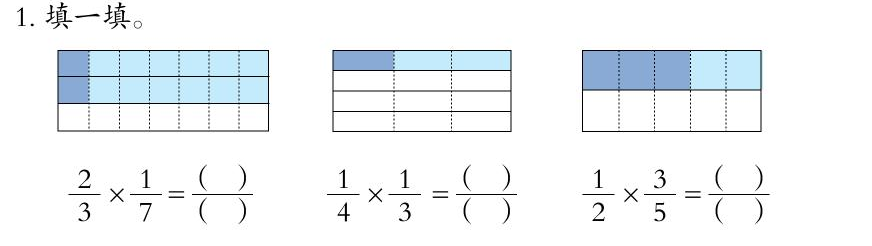 1. 填一填。
2/3 × 1/7 = ( )/( )
1/4 × 1/3 = ( )/( )
1/2 × 3/5 = ( )/( )